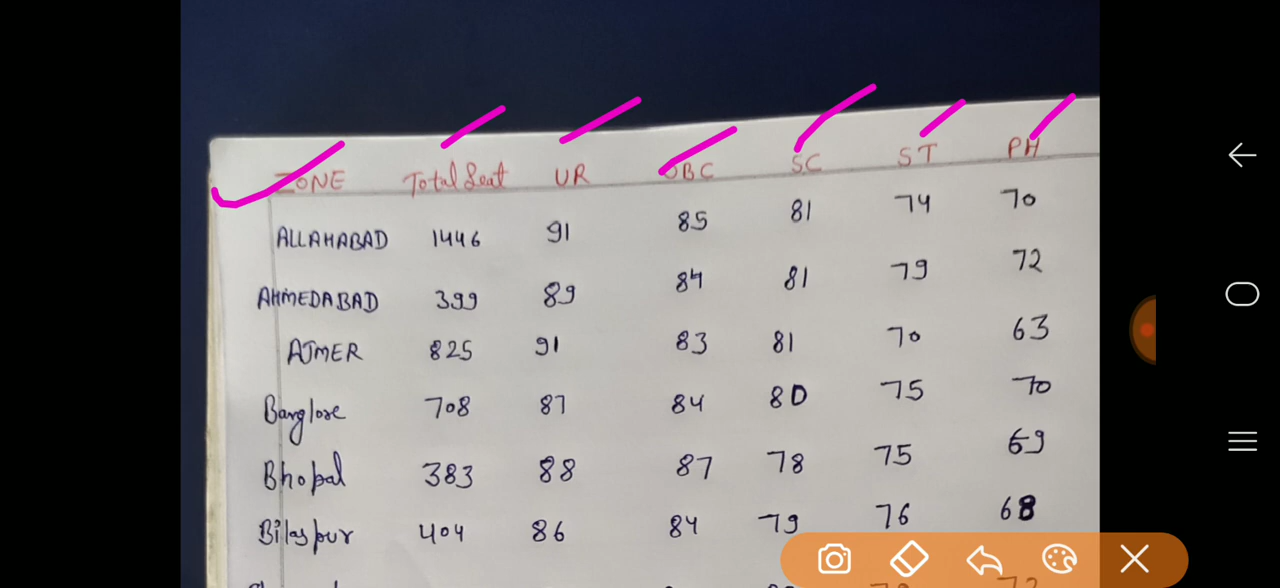 ZONE Total Seat UR OBC SC ST PH
ALLAHABAD 1446 91 85 81 74 70
AHMEDABAD 399 89 84 81 79 72
AJMER 825 91 83 81 70 63
Banglore 708 87 84 80 75 70
Bhopal 383 88 87 78 75 69
Bilaspur 404 86 84 79 76 68